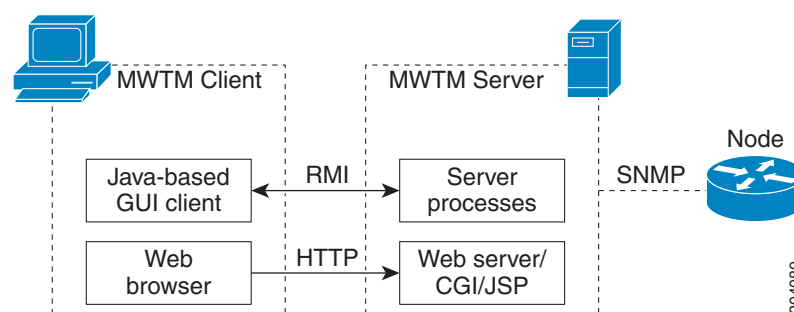 MWTM Client
MWTM Server
Node
Java-based
GUI client
RMI
Server
processes
SNMP
Web
browser
HTTP
Web server/
CGI/JSP